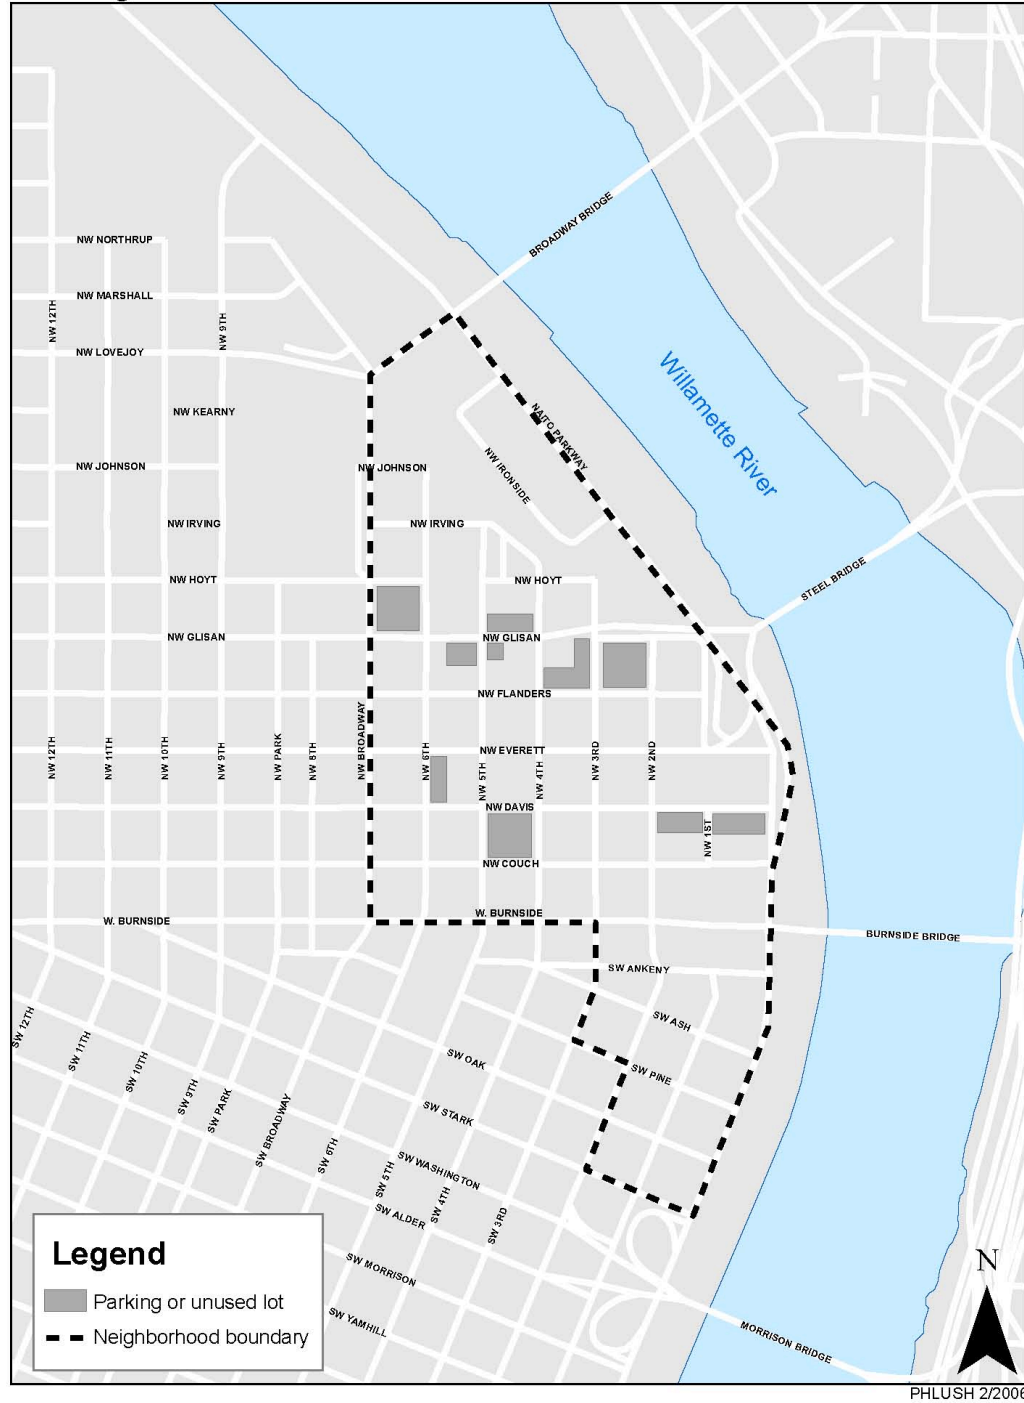 BROADWAY BRIDGE
NW NORTHRUP
NW MARSHALL
NW 12TH
NW 9TH
NW LOVEJOY
Willamette River
NW KEARNY
NAITO PARKWAY
NW JOHNSON
NW JOHNSON
NW IRONSIDE
NW IRVING
NW IRVING
STEEL BRIDGE
NW HOYT
NW HOYT
NW GLISAN
NW GLISAN
NW FLANDERS
NW 12TH
NW 11TH
NW 10TH
NW 9TH
NW PARK
NW 8TH
NW BROADWAY
NW 6TH
NW 5TH
NW EVERETT
NW 4TH
NW 3RD
NW 2ND
NW DAVIS
NW 1ST
NW COUCH
W. BURNSIDE
W. BURNSIDE
BURNSIDE BRIDGE
SW ANKENY
SW ASH
SW 12TH
SW 11TH
SW 10TH
SW 9TH
SW PARK
SW BROADWAY
SW 6TH
SW 5TH
SW 4TH
SW 3RD
SW OAK
SW PINE
SW STARK
SW WASHINGTON
SW ALDER
SW MORRISON
SW YAMHILL
MORRISON BRIDGE
Legend
Parking or unused lot
Neighborhood boundary
N
PHLUSH 2/2006